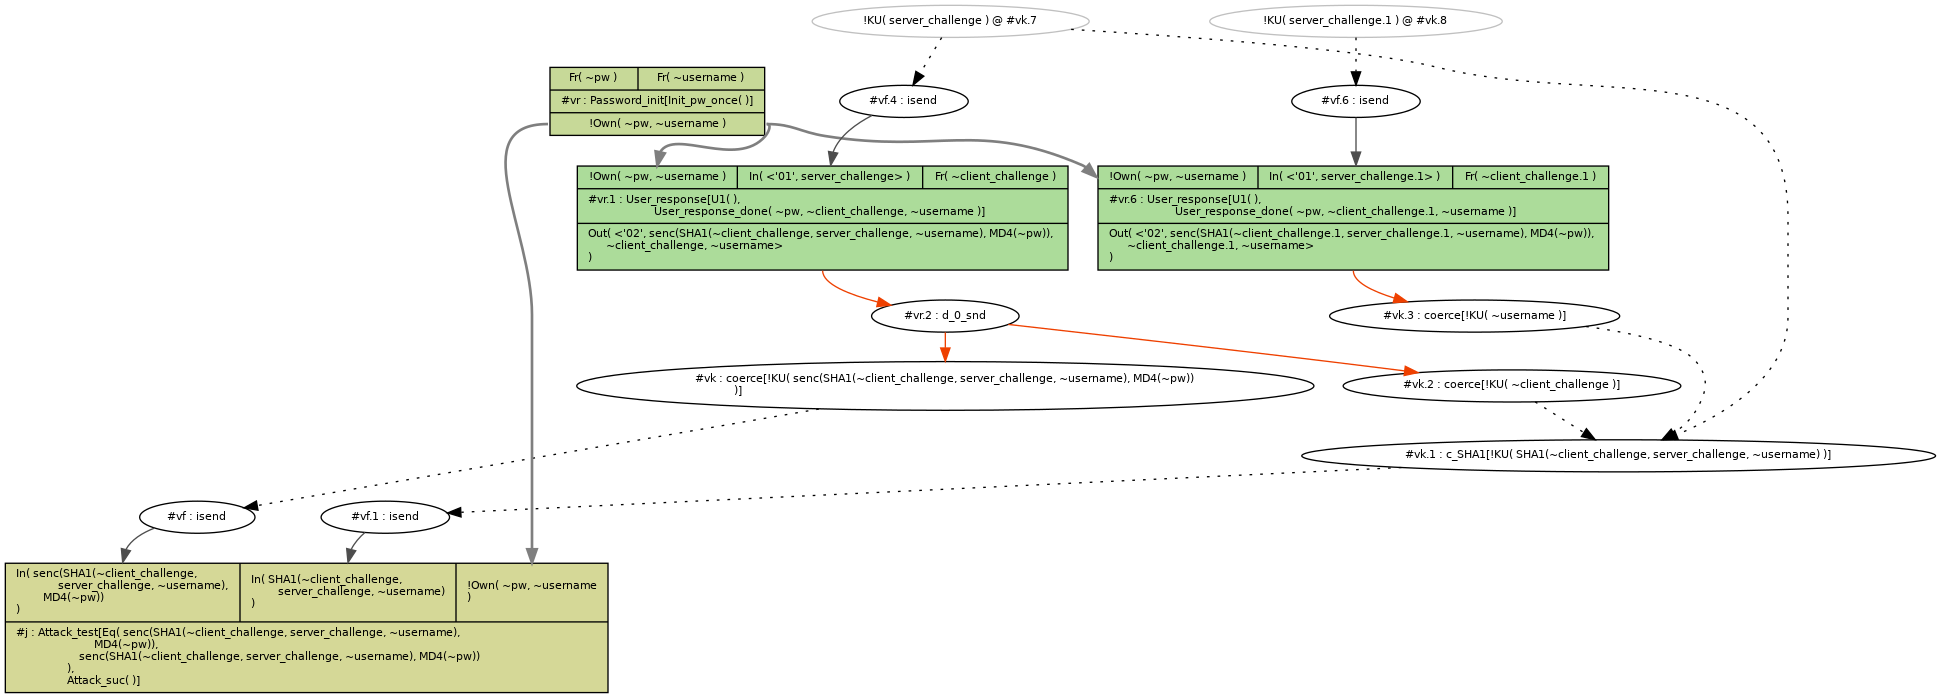 !KU( server_challenge ) @ #vk.7
!KU( server_challenge.1 ) @ #vk.8
Fr( ~pw )
Fr( ~username )
#vr : Password_init[Init_pw_once( )]
!Own( ~pw, ~username )
#vf.4 : isend
#vf.6 : isend
!Own( ~pw, ~username )
In( <'01', server_challenge> )
Fr( ~client_challenge )
#vr.1 : User_response[U1( ),
User_response_done( ~pw, ~client_challenge, ~username )]
Out( <'02', senc(SHA1(~client_challenge, server_challenge, ~username), MD4(~pw)),
~client_challenge, ~username>
)
!Own( ~pw, ~username )
In( <'01', server_challenge.1> )
Fr( ~client_challenge.1 )
#vr.6 : User_response[U1( ),
User_response_done( ~pw, ~client_challenge.1, ~username )]
Out( <'02', senc(SHA1(~client_challenge.1, server_challenge.1, ~username), MD4(~pw)),
~client_challenge.1, ~username>
)
#vr.2 : d_0_snd
#vk.3 : coerce[!KU( ~username )]
#vk : coerce[!KU( senc(SHA1(~client_challenge, server_challenge, ~username), MD4(~pw))
)]
#vk.2 : coerce[!KU( ~client_challenge )]
#vk.1 : c_SHA1[!KU( SHA1(~client_challenge, server_challenge, ~username) )]
#vf : isend
#vf.1 : isend
In( senc(SHA1(~client_challenge,
server_challenge, ~username),
MD4(~pw))
)
In( SHA1(~client_challenge,
server_challenge, ~username)
)
!Own( ~pw, ~username
)
#j : Attack_test[Eq( senc(SHA1(~client_challenge, server_challenge, ~username),
MD4(~pw)),
senc(SHA1(~client_challenge, server_challenge, ~username), MD4(~pw))
),
Attack_suc( )]